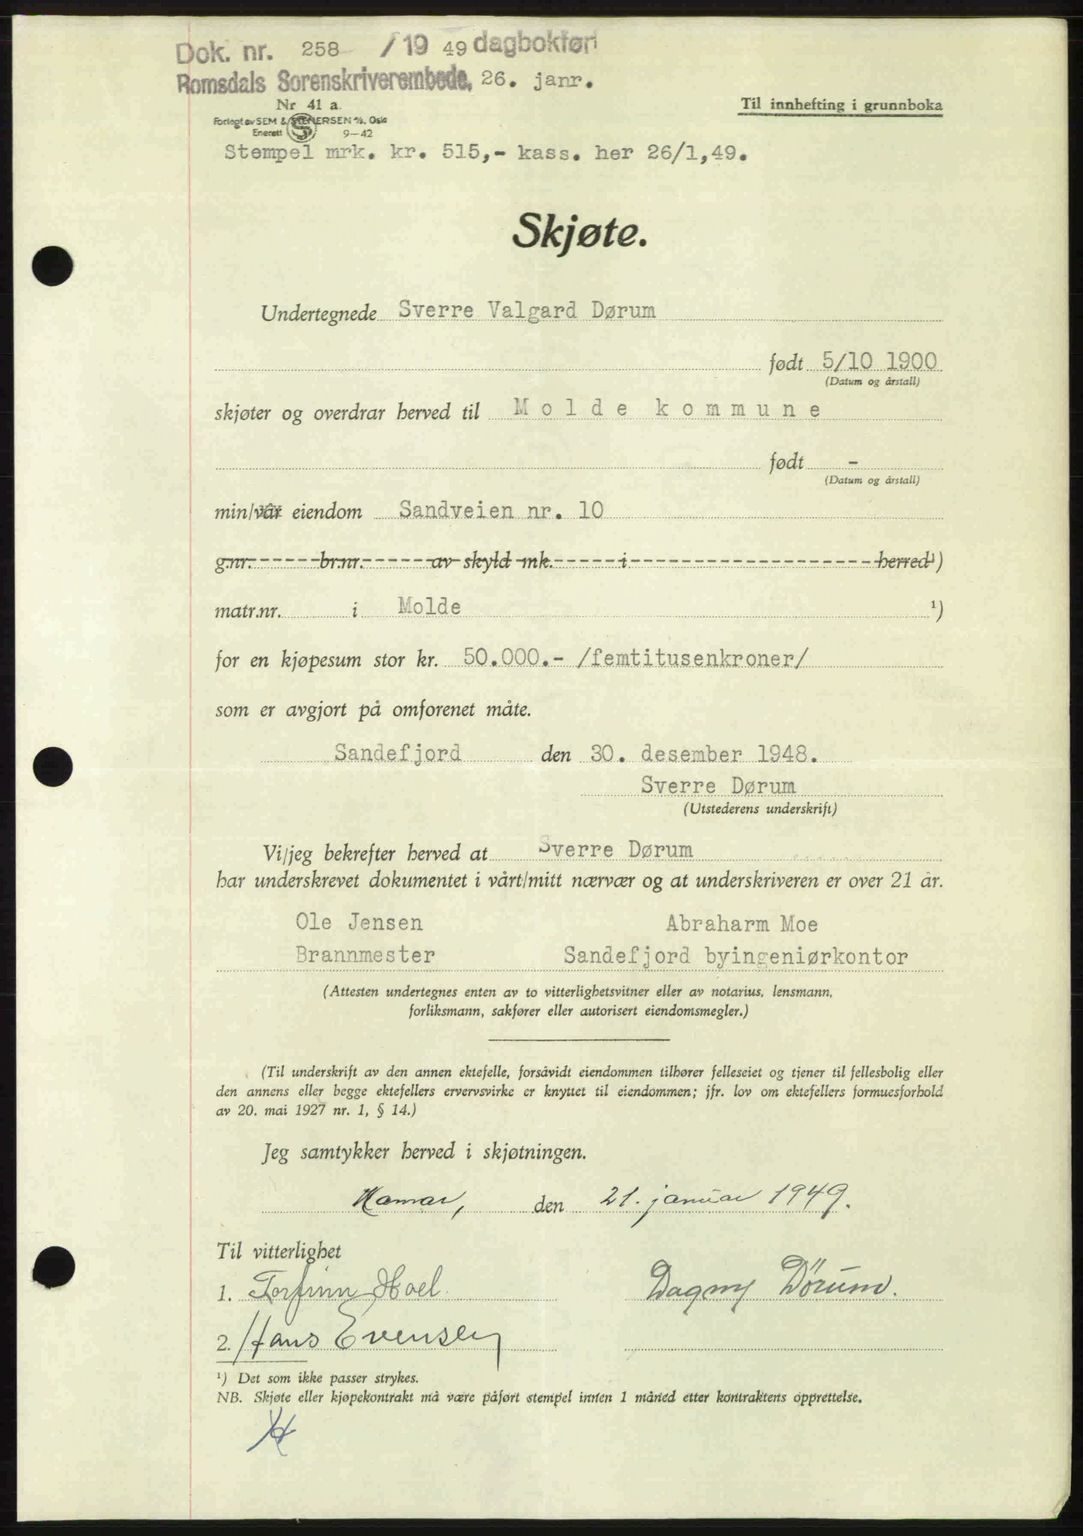 Dok. nr. 258 / 19 49 dagbokført
Romsdals Sorenskriverembede, 26. janr.
Nr 41 a.
Til innhefting i grunnboka
Forlagt av SEM & STENERSEN A/S, Oslo
Enerett S 9-42
Stempel mrk. kr. 515,- kass. her 26/1,49.
Skjøte.
Undertegnede Sverre Valgard Dørum
født 5/10 1900
(Datum og årstall)
skjøter og overdrar herved til Molde kommune
født -
(Datum og årstall)
min/vår eiendom Sandveien nr. 10
g.nr. br.nr. av skyld mk. i herred¹)
matr.nr. i Molde ¹)
for en kjøpesum stor kr. 50.000.- /femtitusenkroner/
som er avgjort på omforenet måte.
Sandefjord den 30. desember 1948.
Sverre Dørum
(Utstederens underskrift)
Vi/jeg bekrefter herved at Sverre Dørum
har underskrevet dokumentet i vårt/mitt nærvær og at underskriveren er over 21 år.
Ole Jensen Abraharm Moe
Brannmester Sandefjord byingeniørkontor
(Attesten undertegnes enten av to vitterlighetsvitner eller av notarius, lensmann,
forliksmann, sakfører eller autorisert eiendomsmegler.)
(Til underskrift av den annen ektefelle, forsåvidt eiendommen tilhører felleseiet og tjener til fellesbolig eller
den annens eller begge ektefellers ervervsvirke er knyttet til eiendommen; jfr. lov om ektefellers formuesforhold
av 20. mai 1927 nr. 1, § 14.)
Jeg samtykker herved i skjøtningen.
Hamar, den 21. januar 1949.
Til vitterlighet
1. Torfinn Hoel. Dagny Dørum.
2. Hans Evensen
¹) Det som ikke passer strykes.
NB. Skjøte eller kjøpekontrakt må være påført stempel innen 1 måned etter kontraktens opprettelse.